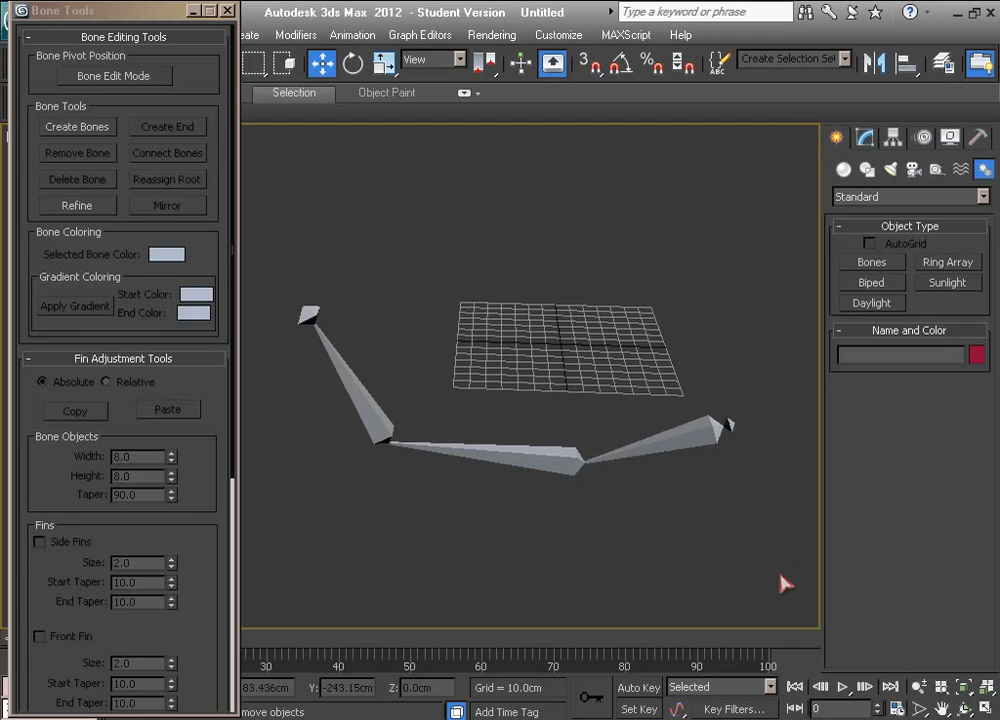 Bone Tools
Autodesk 3ds Max 2012 - Student Version Untitled
Type a keyword or phrase
eate Modifiers Animation Graph Editors Rendering Customize MAXScript Help
View
3
Create Selection Sel
Selection
Object Paint
Bone Editing Tools
Bone Pivot Position
Bone Edit Mode
Bone Tools
Create Bones
Create End
Remove Bone
Connect Bones
Delete Bone
Reassign Root
Refine
Mirror
Bone Coloring
Selected Bone Color:
Gradient Coloring
Apply Gradient
Start Color:
End Color:
Fin Adjustment Tools
Absolute
Relative
Copy
Paste
Bone Objects
Width: 8.0
Height: 8.0
Taper: 90.0
Fins
Side Fins
Size: 2.0
Start Taper: 10.0
End Taper: 10.0
Front Fin
Size: 2.0
Start Taper: 10.0
End Taper: 10.0
Standard
Object Type
AutoGrid
Bones
Ring Array
Biped
Sunlight
Daylight
Name and Color
30 40 50 60 70 80 90 100
83.436cm Y: -243.15cm Z: 0.0cm Grid = 10.0cm
Auto Key
Selected
move objects
Add Time Tag
Set Key
Key Filters...
0